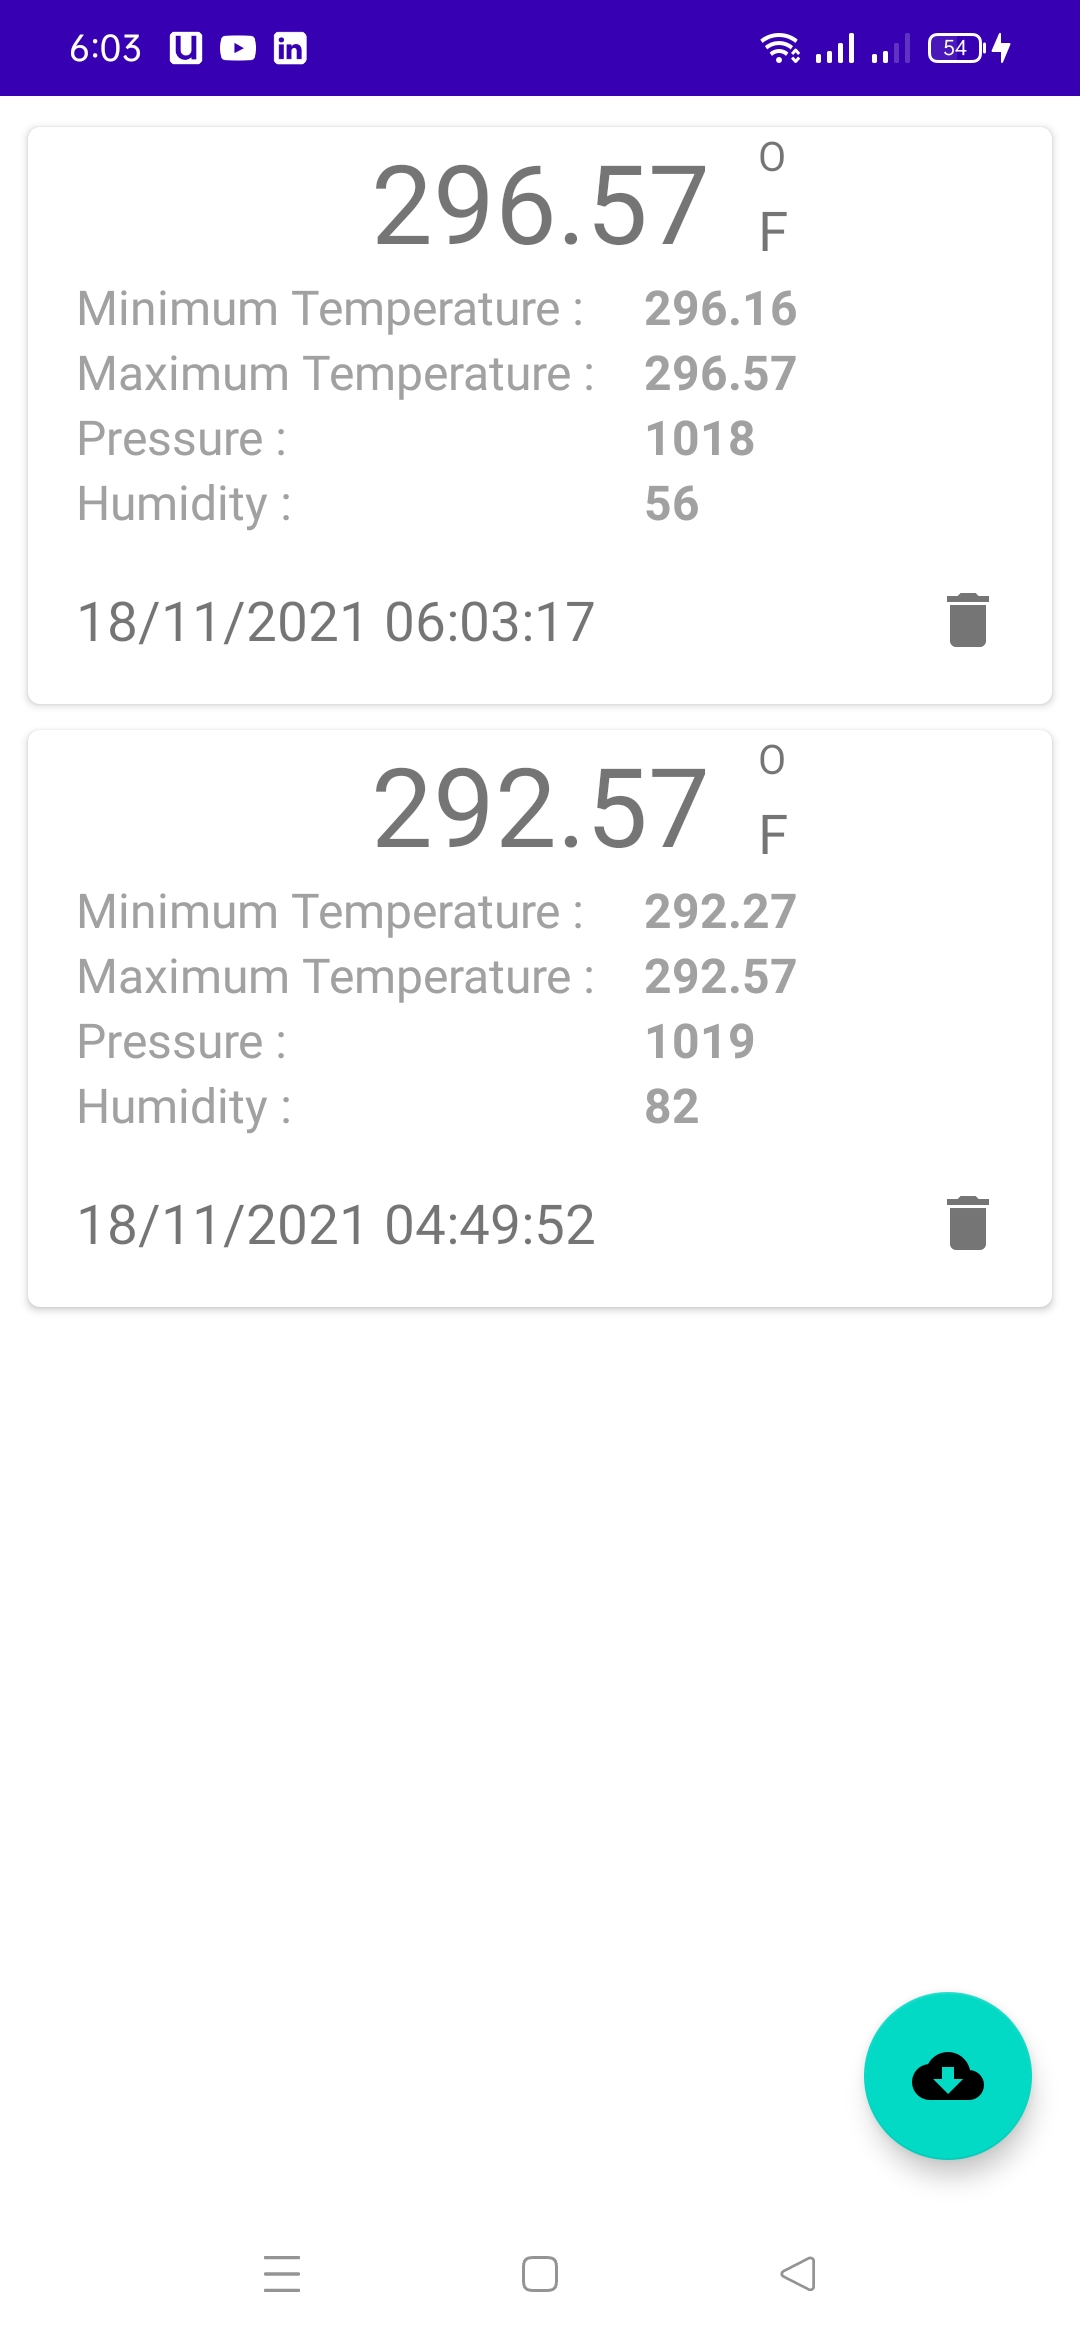 6:03 54
296.57 O
F
Minimum Temperature : 296.16
Maximum Temperature : 296.57
Pressure : 1018
Humidity : 56
18/11/2021 06:03:17
292.57 O
F
Minimum Temperature : 292.27
Maximum Temperature : 292.57
Pressure : 1019
Humidity : 82
18/11/2021 04:49:52